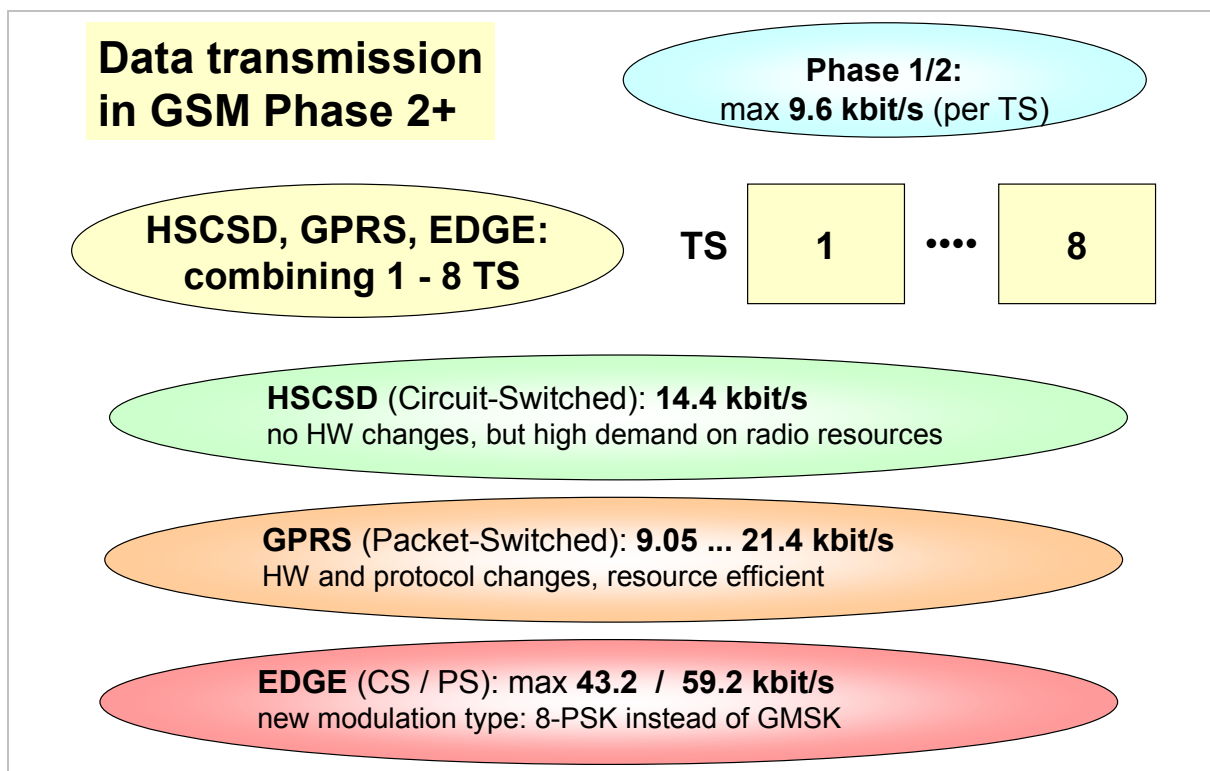 Data transmission
in GSM Phase 2+
Phase 1/2:
max 9.6 kbit/s (per TS)
HSCSD, GPRS, EDGE:
combining 1 - 8 TS
TS 1 •••• 8
HSCSD (Circuit-Switched): 14.4 kbit/s
no HW changes, but high demand on radio resources
GPRS (Packet-Switched): 9.05 ... 21.4 kbit/s
HW and protocol changes, resource efficient
EDGE (CS / PS): max 43.2 / 59.2 kbit/s
new modulation type: 8-PSK instead of GMSK